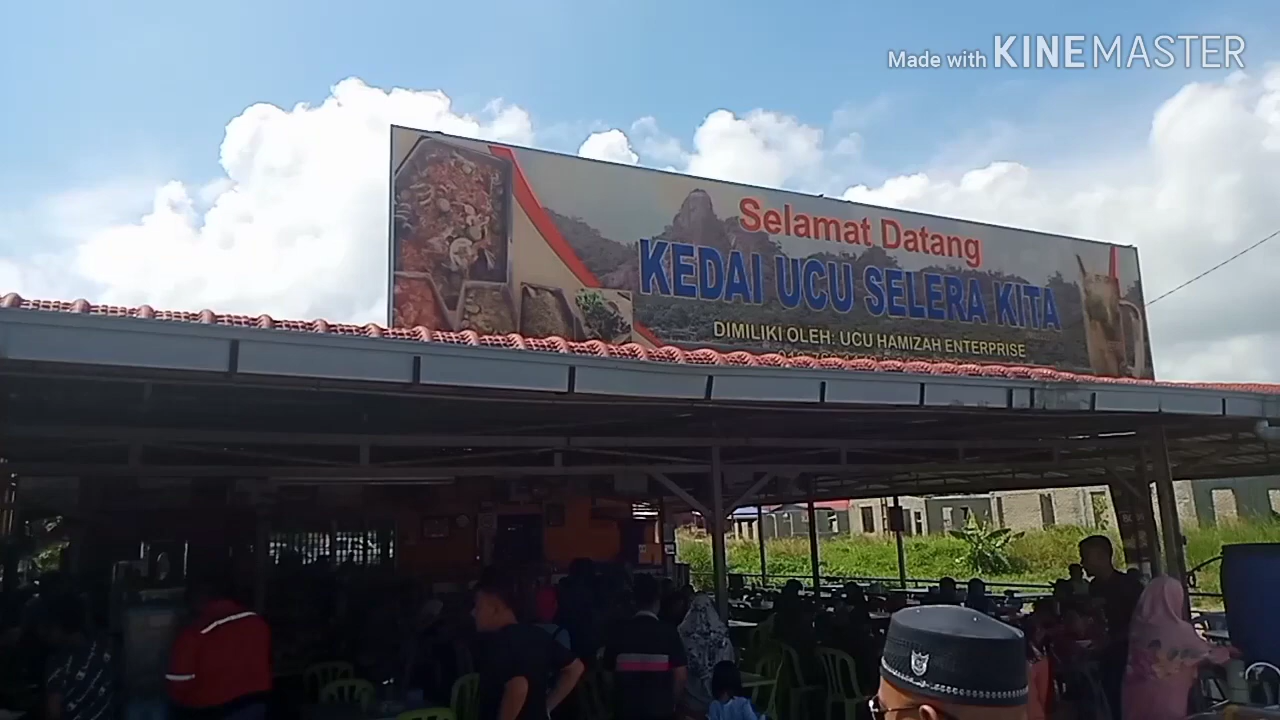 Made with KINEMASTER
Selamat Datang
KEDAI UCU SELERA KITA
DIMILIKI OLEH: UCU HAMIZAH ENTERPRISE